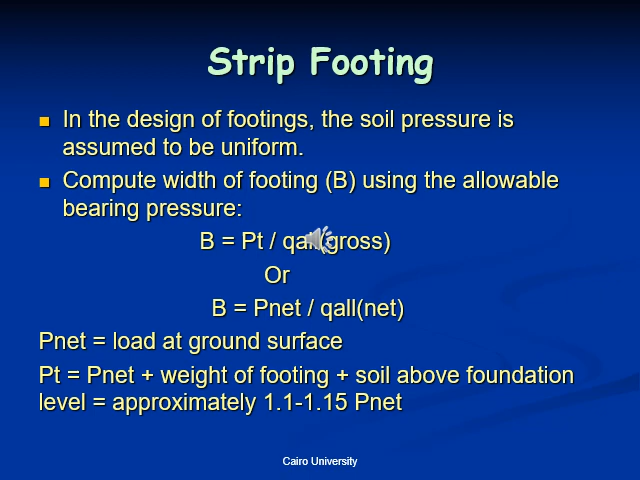 Strip Footing
In the design of footings, the soil pressure is
assumed to be uniform.
Compute width of footing (B) using the allowable
bearing pressure:
B = Pt / qall(gross)
Or
B = Pnet / qall(net)
Pnet = load at ground surface
Pt = Pnet + weight of footing + soil above foundation
level = approximately 1.1-1.15 Pnet
Cairo University